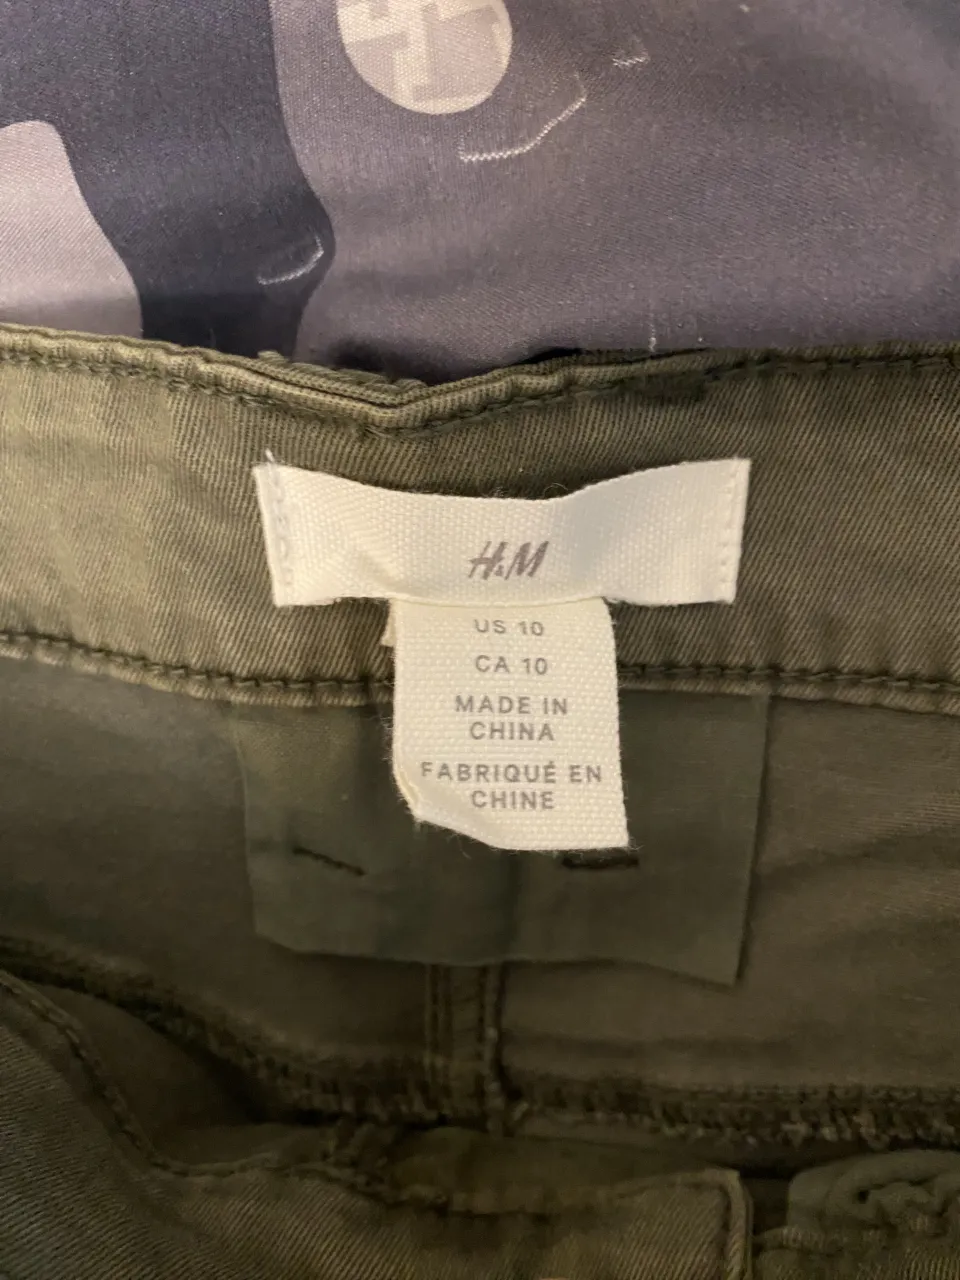 H&M
US 10
CA 10
MADE IN
CHINA
FABRIQUÉ EN
CHINE